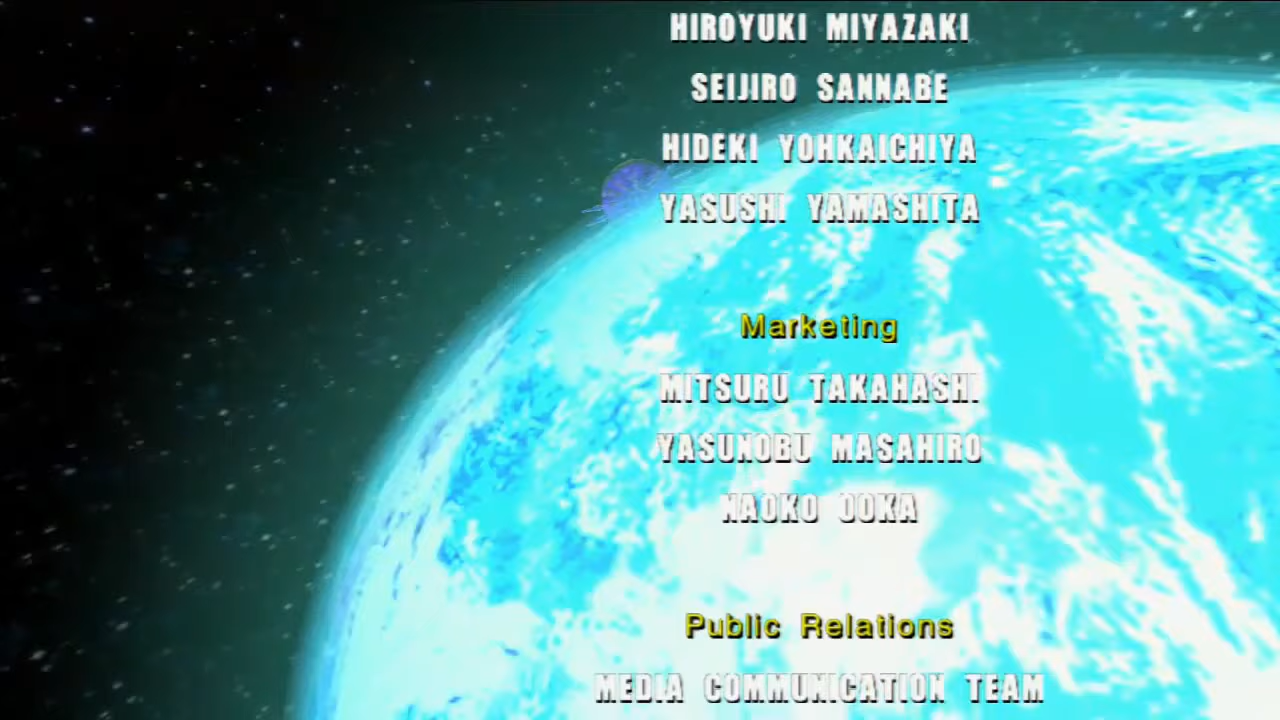 HIROYUKI MIYAZAKI
SEIJIRO SANNABE
HIDEKI YOHKAICHIYA
YASUSHI YAMASHITA
Marketing
MITSURU TAKAHASHI
YASUNOBU MASAHIRO
NAOKO OOKA
Public Relations
MEDIA COMMUNICATION TEAM